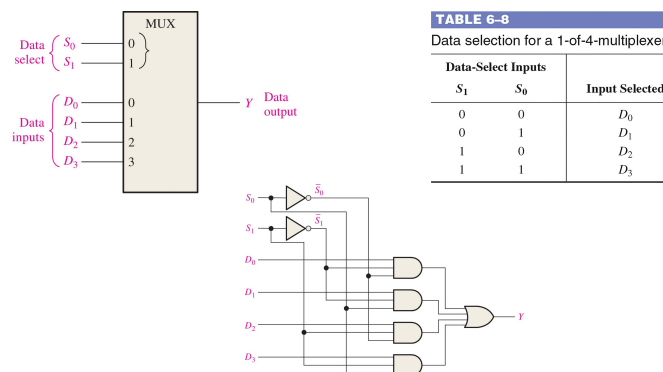 MUX
Data select
S0
0
S1
1
Data inputs
D0
0
D1
1
D2
2
D3
3
Y Data output
TABLE 6–8
Data selection for a 1-of-4-multiplexer
Data-Select Inputs
S1 S0 Input Selected
0 0 D0
0 1 D1
1 0 D2
1 1 D3
S0
S̄0
S1
S̄1
D0
D1
D2
D3
Y